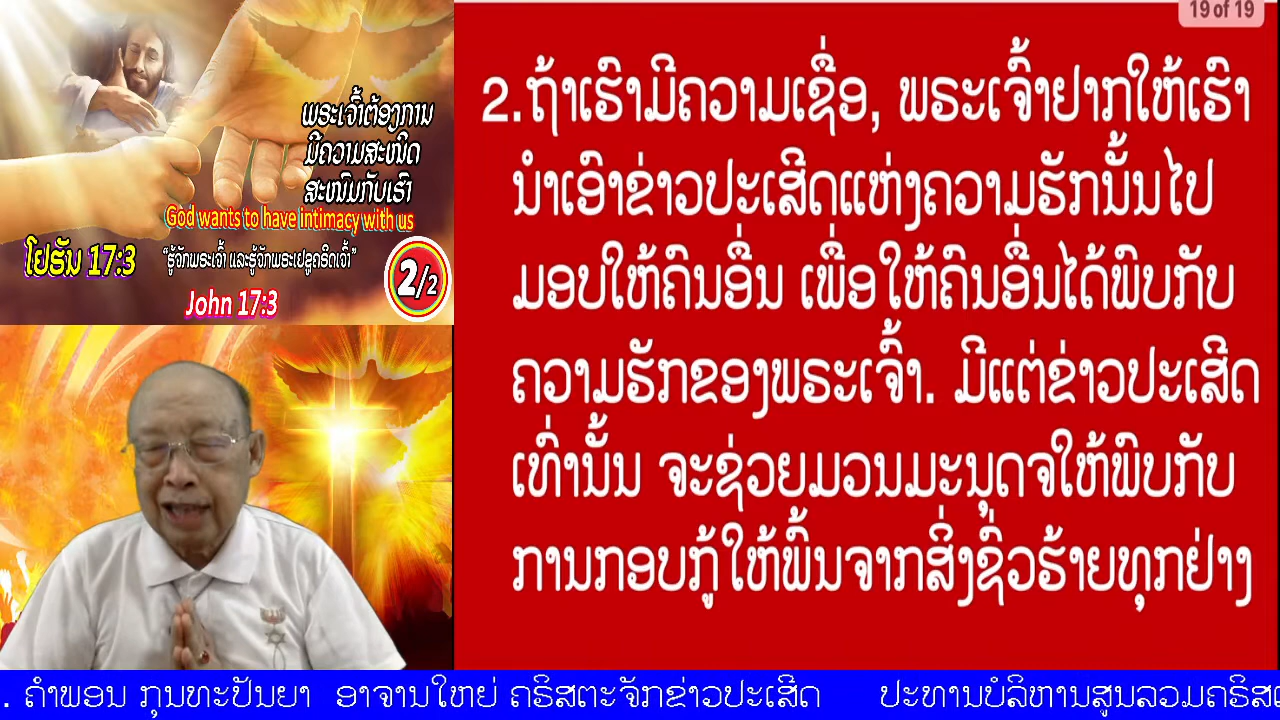 ພຣະເຈົ້າຕ້ອງການ
ມີຄວາມສະໜິດ
ສະໜົມກັບເຮົາ
God wants to have intimacy with us
ໂຢຮັນ 17:3
“ຮູ້ຈັກພຣະເຈົ້າ ແລະຮູ້ຈັກພຣະເຢຊູຄຣິດເຈົ້າ”
2/2
John 17:3
19 of 19
2.ຖ້າເຮົາມີຄວາມເຊື່ອ, ພຣະເຈົ້າຢາກໃຫ້ເຮົາ
ນຳເອົາຂ່າວປະເສີດແຫ່ງຄວາມຮັກນັ້ນໄປ
ມອບໃຫ້ຄົນອື່ນ ເພື່ອໃຫ້ຄົນອື່ນໄດ້ພົບກັບ
ຄວາມຮັກຂອງພຣະເຈົ້າ. ມີແຕ່ຂ່າວປະເສີດ
ເທົ່ານັ້ນ ຈະຊ່ວຍມວນມະນຸດຈໃຫ້ພົບກັບ
ການກອບກູ້ໃຫ້ພົ້ນຈາກສິ່ງຊົ່ວຮ້າຍທຸກຢ່າງ
. ຄຳພອນ ກຸນທະປັນຍາ ອາຈານໃຫຍ່ ຄຣິສຕະຈັກຂ່າວປະເສີດ ປະທານບໍລິຫານສູນລວມຄຣິສຕ